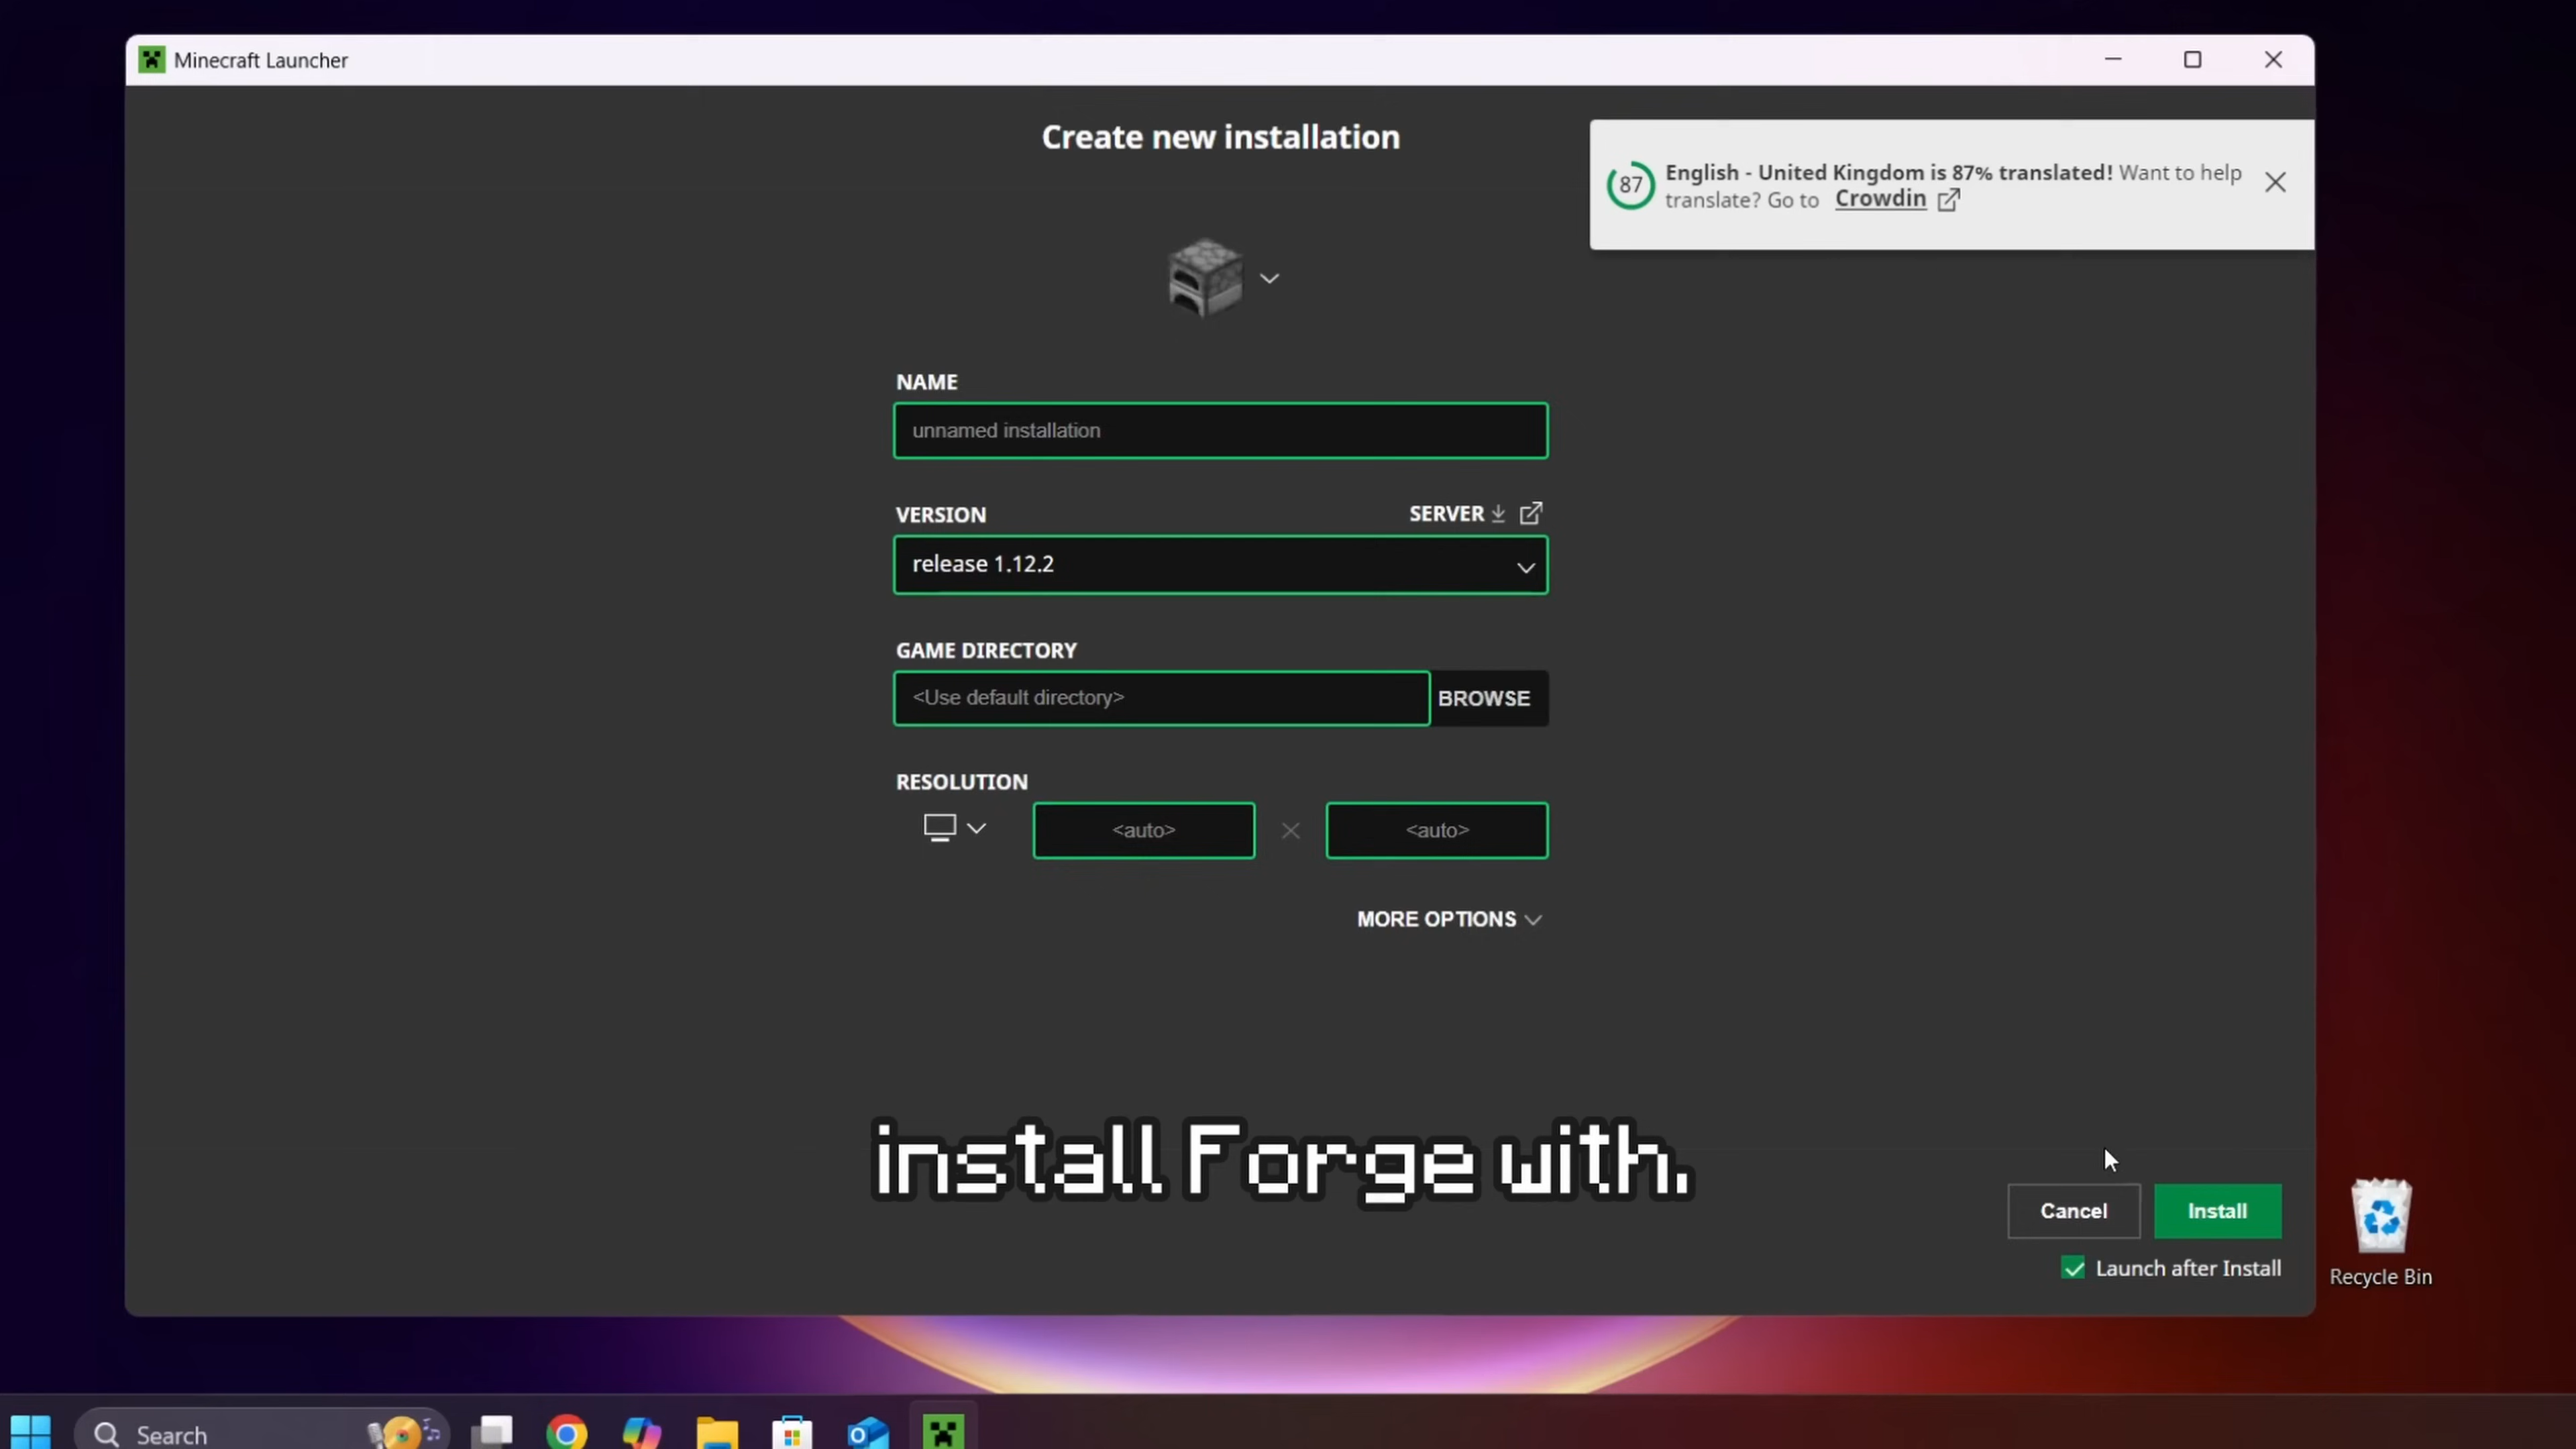 Minecraft Launcher
Create new installation
87
English - United Kingdom is 87% translated! Want to help
translate? Go to Crowdin
NAME
unnamed installation
VERSION
SERVER
release 1.12.2
GAME DIRECTORY
<Use default directory>
BROWSE
RESOLUTION
<auto>
<auto>
MORE OPTIONS
install Forge with.
Cancel
Install
Launch after Install
Recycle Bin
Search